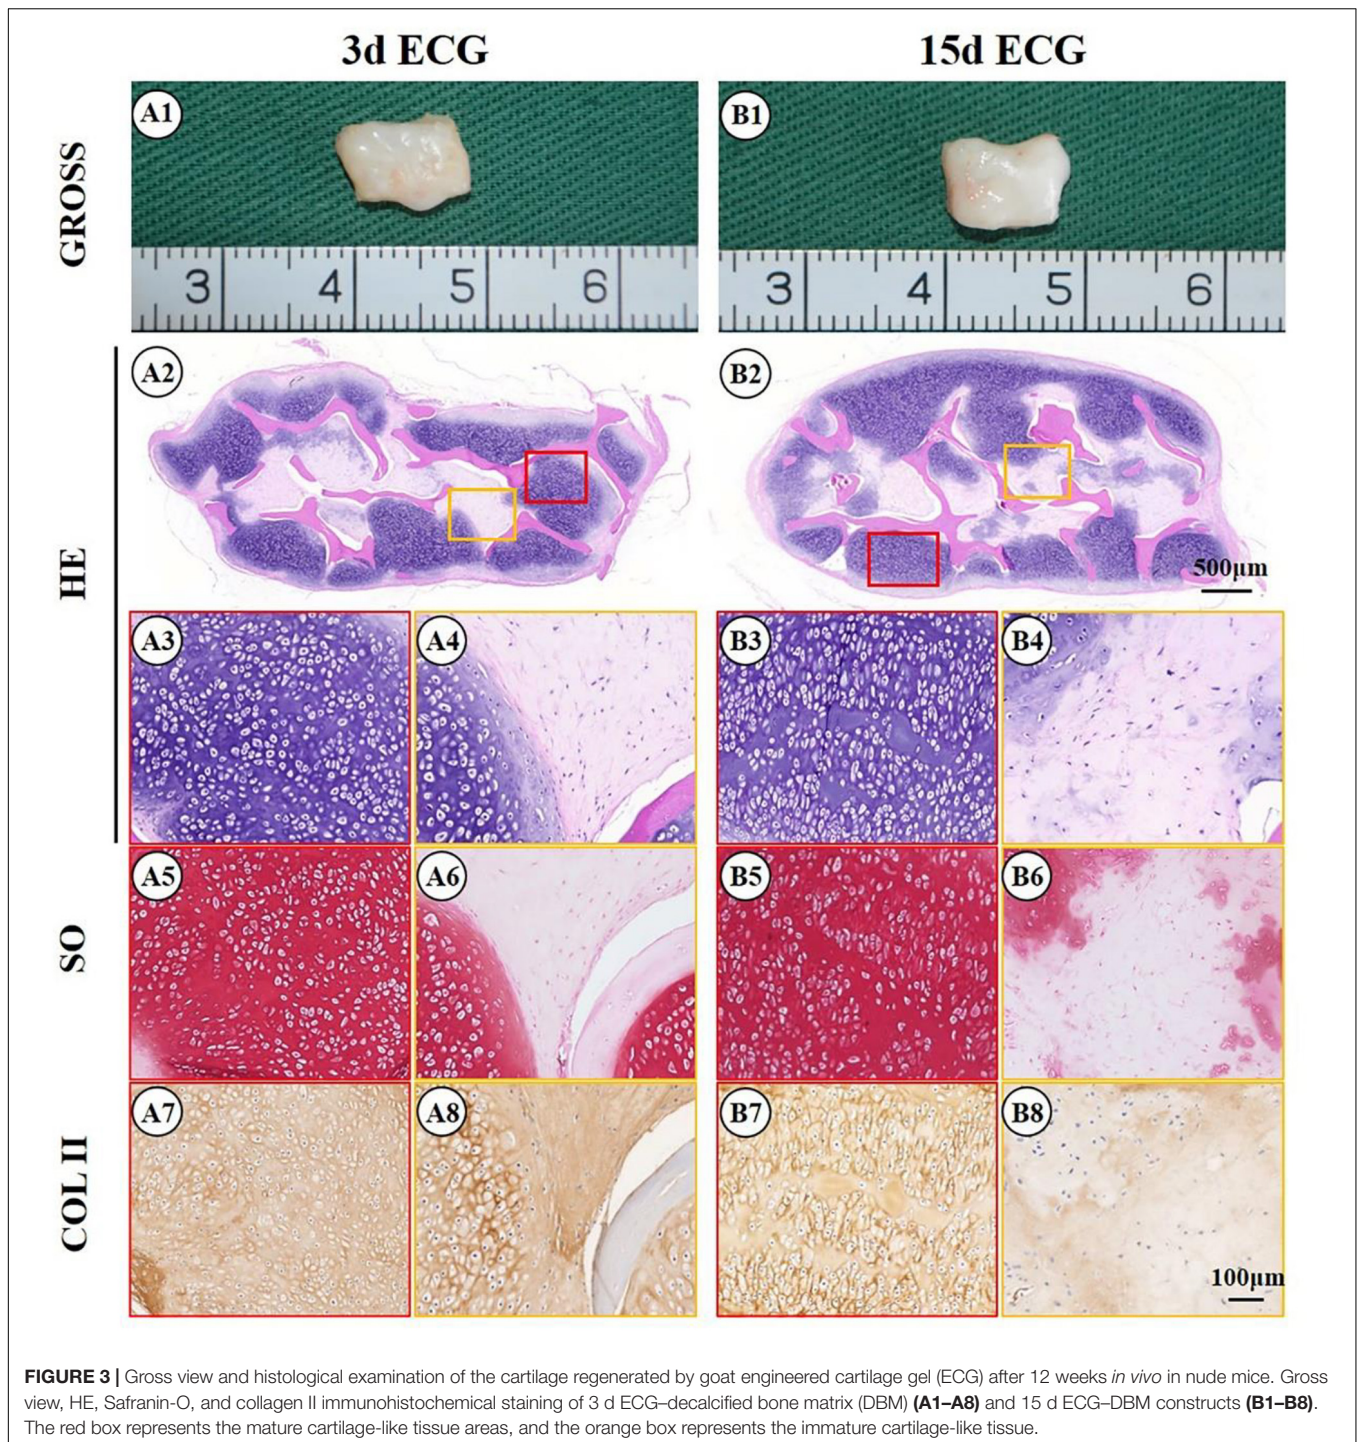 3d ECG
15d ECG
GROSS
A1
B1
3 4 5 6
3 4 5 6
HE
A2
B2
500μm
A3
A4
B3
B4
SO
A5
A6
B5
B6
COL II
A7
A8
B7
B8
100μm
FIGURE 3 | Gross view and histological examination of the cartilage regenerated by goat engineered cartilage gel (ECG) after 12 weeks in vivo in nude mice. Gross
view, HE, Safranin-O, and collagen II immunohistochemical staining of 3 d ECG–decalcified bone matrix (DBM) (A1–A8) and 15 d ECG–DBM constructs (B1–B8).
The red box represents the mature cartilage-like tissue areas, and the orange box represents the immature cartilage-like tissue.